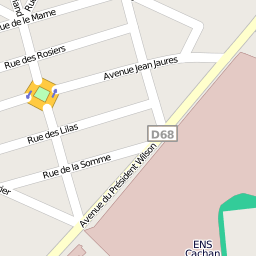 Rue de la Marne
Rue des Rosiers
Avenue Jean Jaures
Rue des Lilas
D68
Rue de la Somme
Avenue du Président Wilson
ENS
Cachan